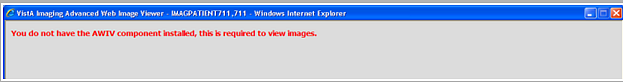 VistA Imaging Advanced Web Image Viewer - IMAGPATIENT711,711 - Windows Internet Explorer
You do not have the AWIV component installed, this is required to view images.